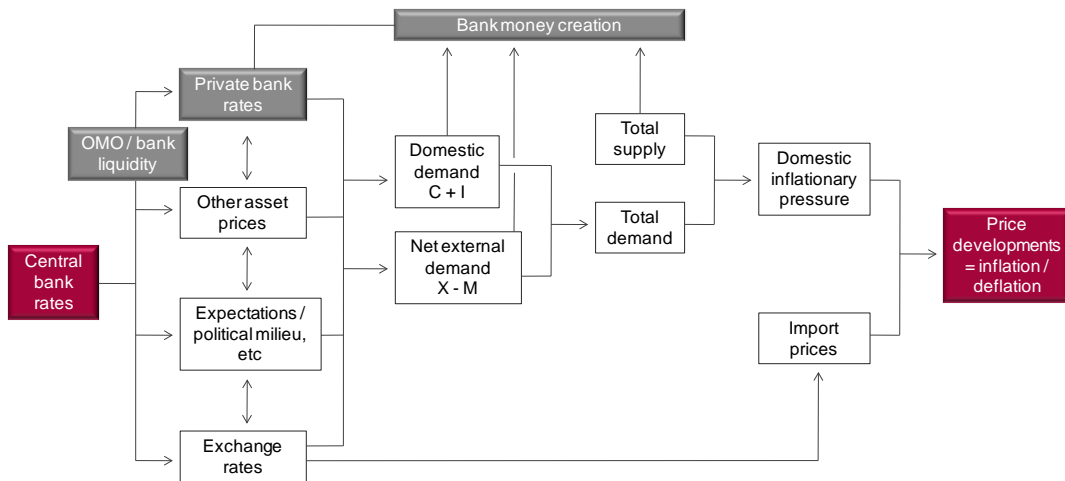 Bank money creation
Private bank
rates
OMO / bank
liquidity
Other asset
prices
Central
bank
rates
Expectations /
political milieu,
etc
Exchange
rates
Domestic
demand
C + I
Net external
demand
X - M
Total
supply
Total
demand
Domestic
inflationary
pressure
Import
prices
Price
developments
= inflation /
deflation